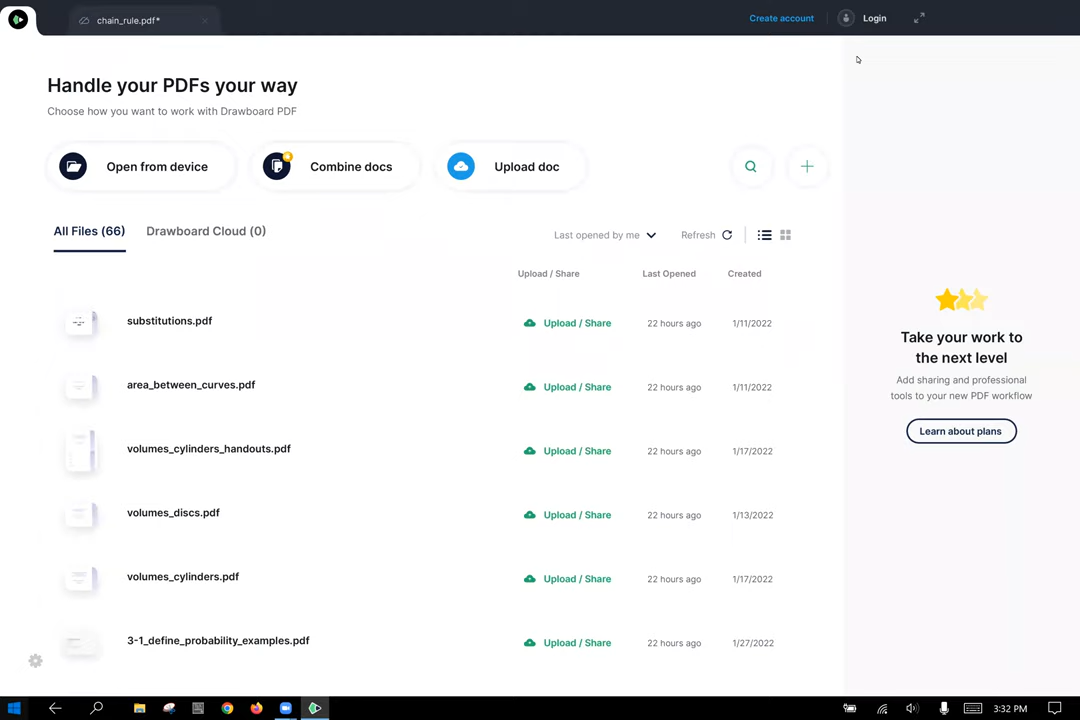 chain_rule.pdf*
Create account
Login
Handle your PDFs your way
Choose how you want to work with Drawboard PDF
Open from device
Combine docs
Upload doc
All Files (66)
Drawboard Cloud (0)
Last opened by me
Refresh
Upload / Share
Last Opened
Created
substitutions.pdf
Upload / Share
22 hours ago
1/11/2022
area_between_curves.pdf
Upload / Share
22 hours ago
1/11/2022
volumes_cylinders_handouts.pdf
Upload / Share
22 hours ago
1/17/2022
volumes_discs.pdf
Upload / Share
22 hours ago
1/13/2022
volumes_cylinders.pdf
Upload / Share
22 hours ago
1/17/2022
3-1_define_probability_examples.pdf
Upload / Share
22 hours ago
1/27/2022
Take your work to
the next level
Add sharing and professional
tools to your new PDF workflow
Learn about plans
3:32 PM